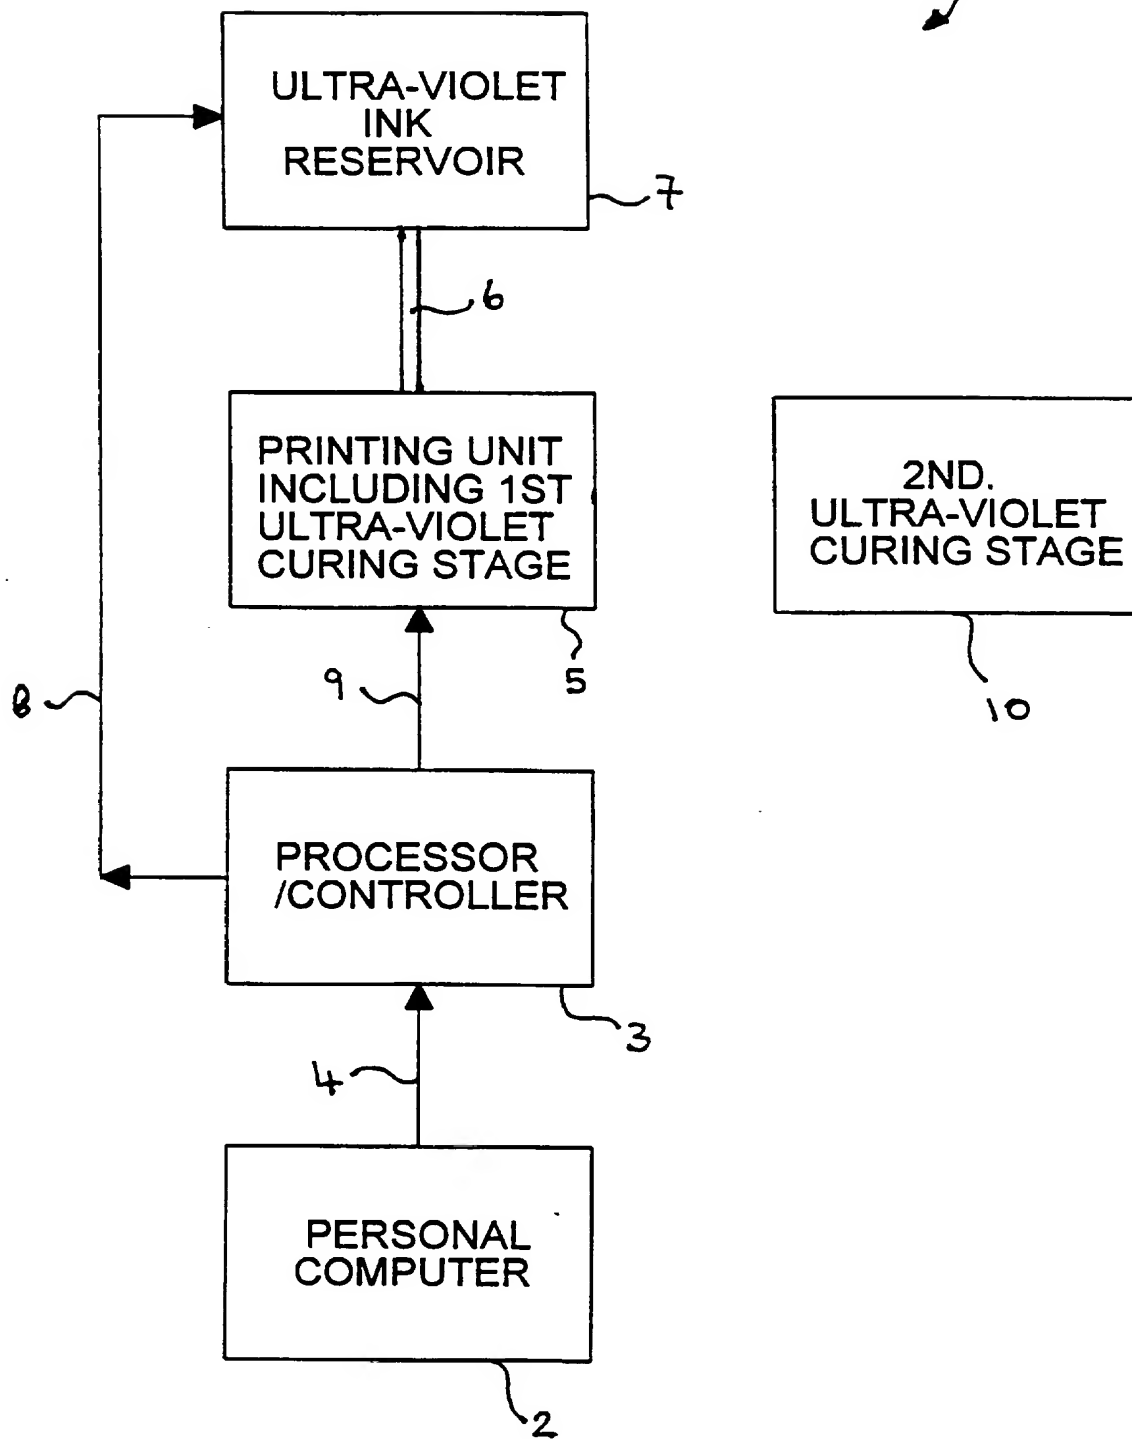 ULTRA-VIOLET
INK
RESERVOIR
7
6
PRINTING UNIT
INCLUDING 1ST
ULTRA-VIOLET
CURING STAGE
5
2ND.
ULTRA-VIOLET
CURING STAGE
10
8
9
PROCESSOR
/CONTROLLER
3
4
PERSONAL
COMPUTER
2